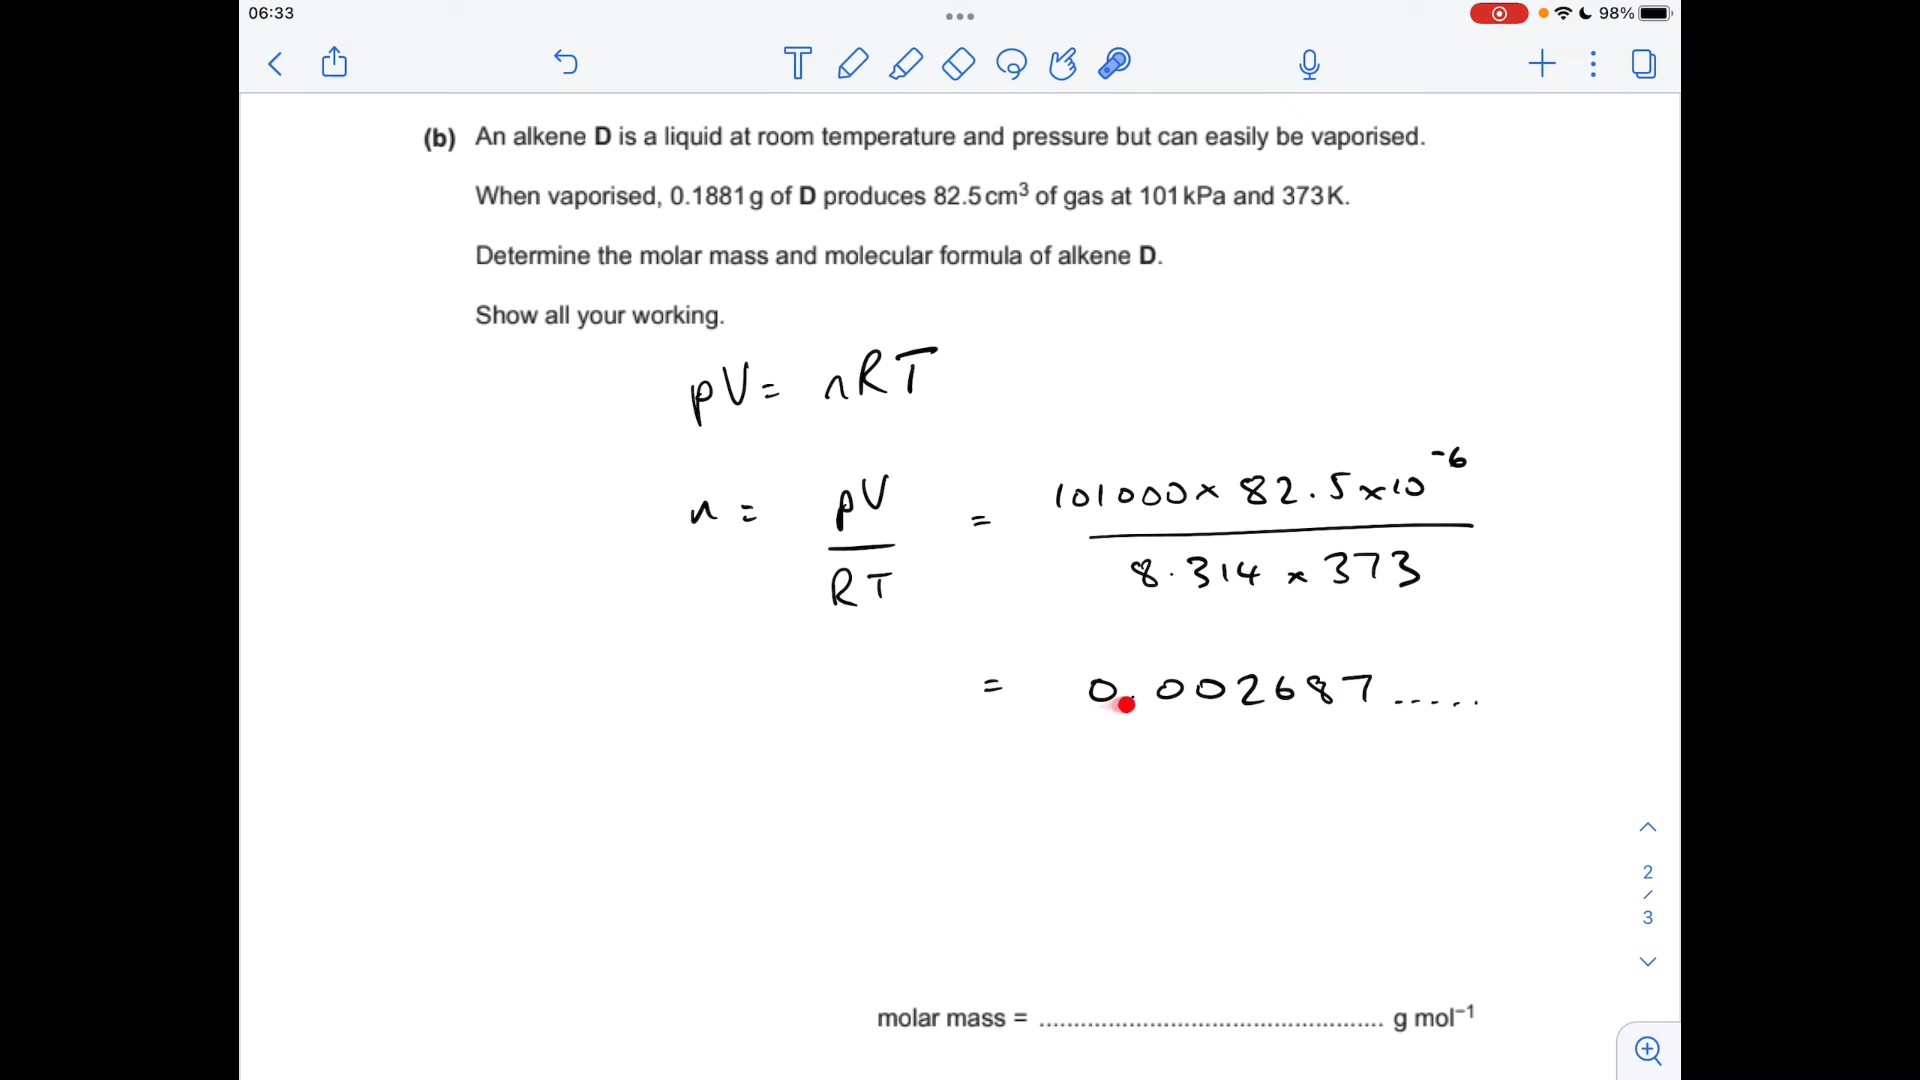 06:33
98%
(b) An alkene D is a liquid at room temperature and pressure but can easily be vaporised.
When vaporised, 0.1881 g of D produces 82.5 cm³ of gas at 101 kPa and 373 K.
Determine the molar mass and molecular formula of alkene D.
Show all your working.
pV = nRT
n = pV / RT = 101000 × 82.5 × 10⁻⁶ / 8.314 × 373
= 0.002687.....
2 / 3
molar mass = .................................................. g mol⁻¹